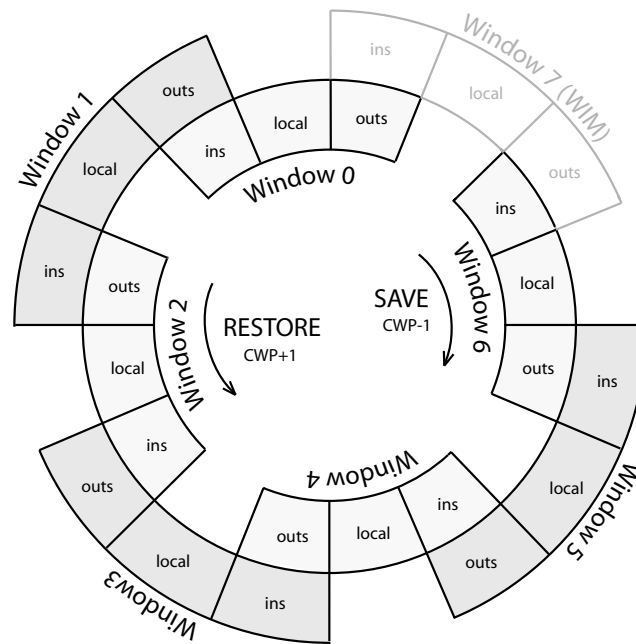 ins
local
outs
Window 7 (WIM)
outs
local
ins
Window 1
ins
local
outs
Window 0
ins
local
outs
Window 6
outs
local
ins
Window 2
RESTORE
CWP+1
SAVE
CWP-1
ins
local
outs
Window 5
ins
local
outs
Window 4
outs
local
ins
Window3